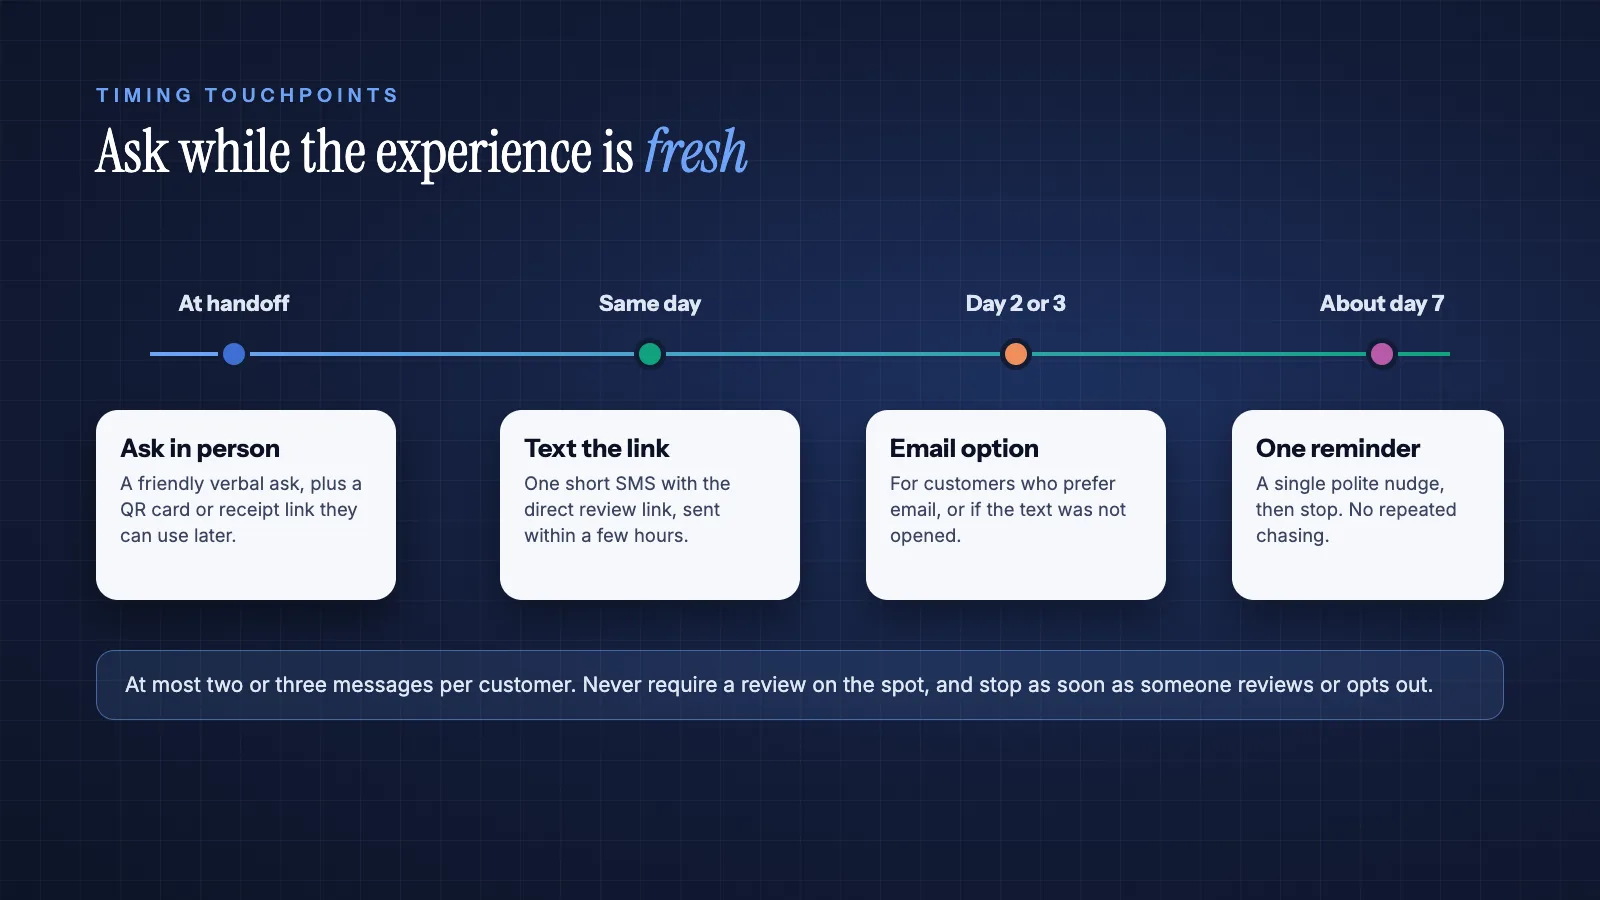 TIMING TOUCHPOINTS
Ask while the experience is fresh
At handoff
Same day
Day 2 or 3
About day 7
Ask in person
A friendly verbal ask, plus a
QR card or receipt link they
can use later.
Text the link
One short SMS with the
direct review link, sent
within a few hours.
Email option
For customers who prefer
email, or if the text was not
opened.
One reminder
A single polite nudge,
then stop. No repeated
chasing.
At most two or three messages per customer. Never require a review on the spot, and stop as soon as someone reviews or opts out.